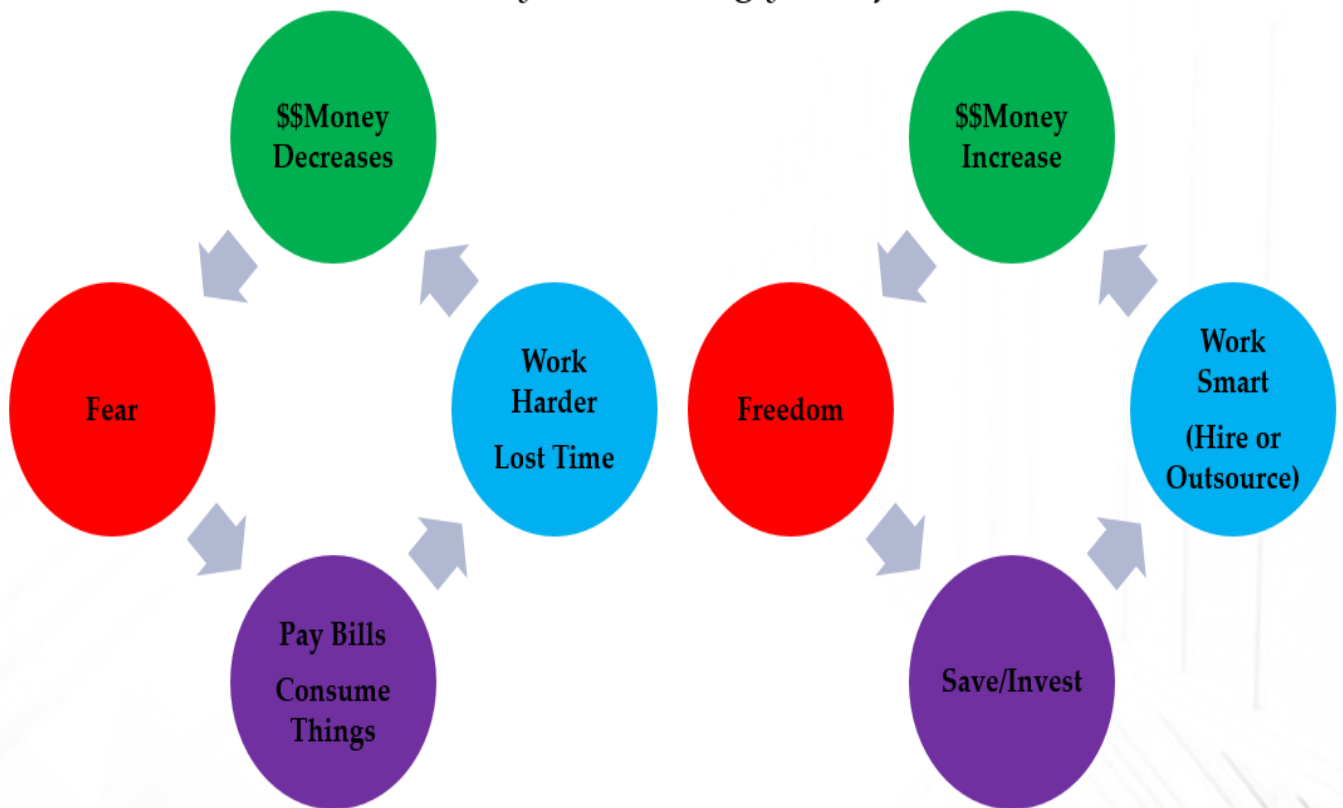 $$Money
Decreases
Fear
Work
Harder
Lost Time
Pay Bills
Consume
Things
$$Money
Increase
Freedom
Work
Smart
(Hire or
Outsource)
Save/Invest